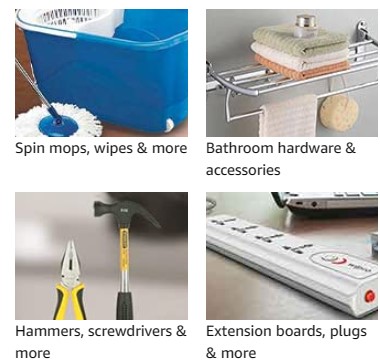 Spin mops, wipes & more
Bathroom hardware &
accessories
Hammers, screwdrivers &
more
Extension boards, plugs
& more